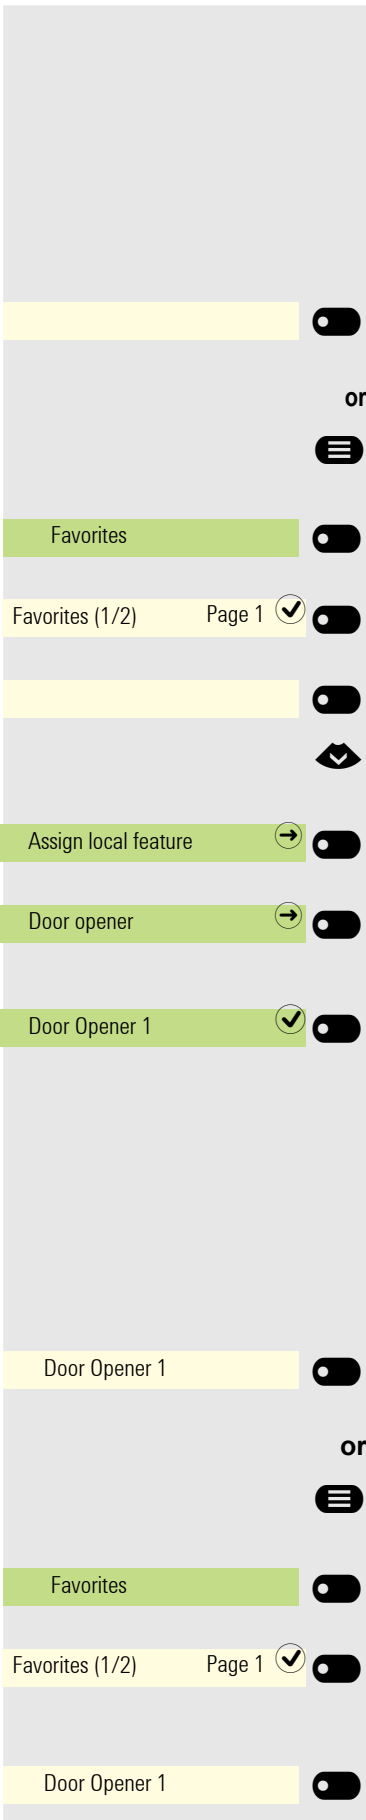 or
Favorites
Favorites (1/2) Page 1
Assign local feature
Door opener
Door Opener 1
Door Opener 1
or
Favorites
Favorites (1/2) Page 1
Door Opener 1